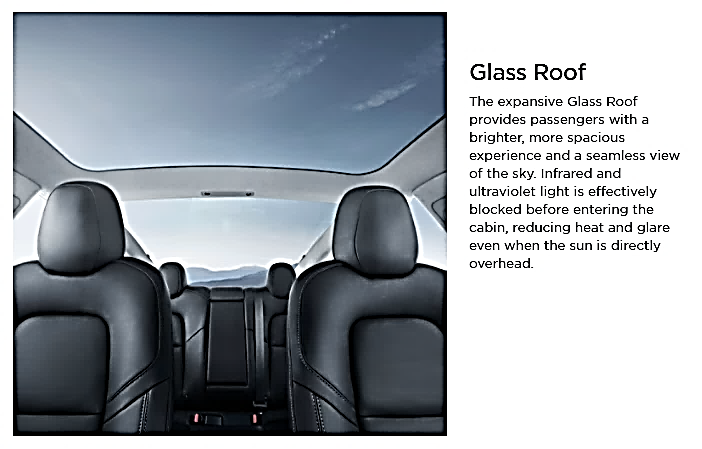 Glass Roof
The expansive Glass Roof
provides passengers with a
brighter, more spacious
experience and a seamless view
of the sky. Infrared and
ultraviolet light is effectively
blocked before entering the
cabin, reducing heat and glare
even when the sun is directly
overhead.